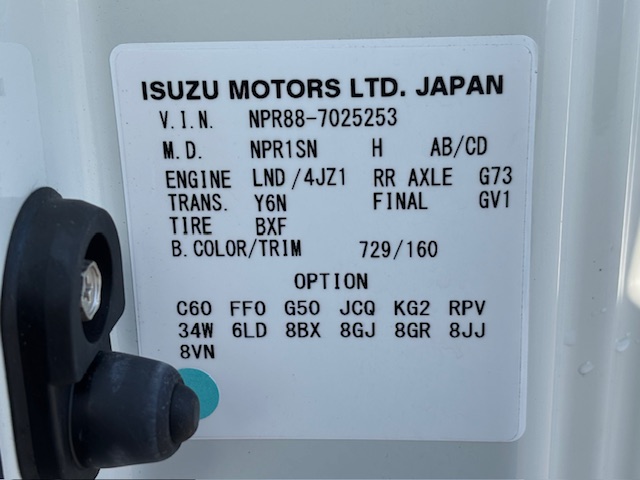 ISUZU MOTORS LTD. JAPAN
V.I.N. NPR88-7025253
M.D. NPR1SN H AB/CD
ENGINE LND/4JZ1 RR AXLE G73
TRANS. Y6N FINAL GV1
TIRE BXF
B.COLOR/TRIM 729/160
OPTION
C60 FF0 G50 JCQ KG2 RPV
34W 6LD 8BX 8GJ 8GR 8JJ
8VN